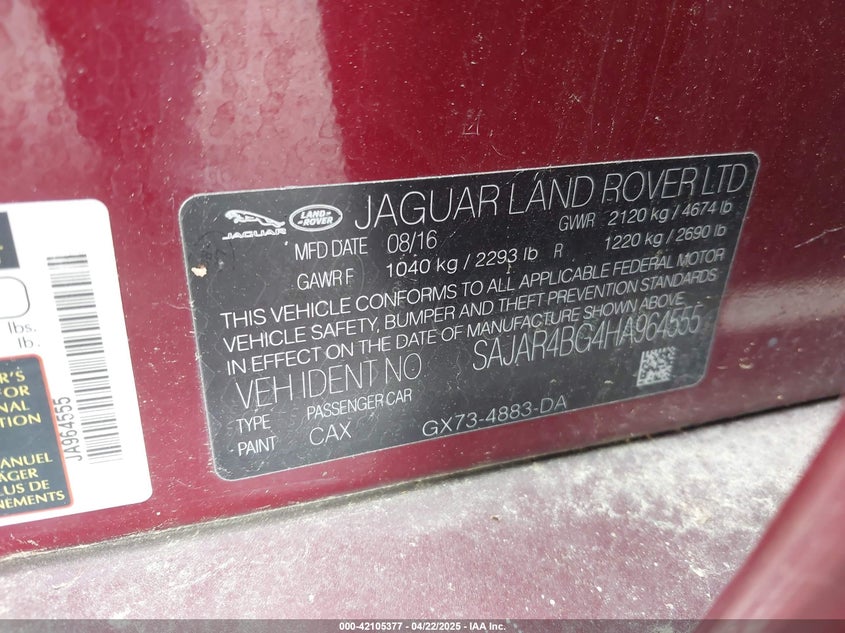 JAGUAR
LAND
ROVER
JAGUAR LAND ROVER LTD
MFD DATE 08/16 GWR 2120 kg / 4674 lb
GAWR F 1040 kg / 2293 lb R 1220 kg / 2690 lb
THIS VEHICLE CONFORMS TO ALL APPLICABLE FEDERAL MOTOR
VEHICLE SAFETY, BUMPER AND THEFT PREVENTION STANDARDS
IN EFFECT ON THE DATE OF MANUFACTURE SHOWN ABOVE
VEH IDENT NO SAJAR4BG4HA964555
TYPE PASSENGER CAR
PAINT CAX GX73-4883-DA
lbs.
lb.
JA964555
000-42105377 - 04/22/2025 - IAA Inc.